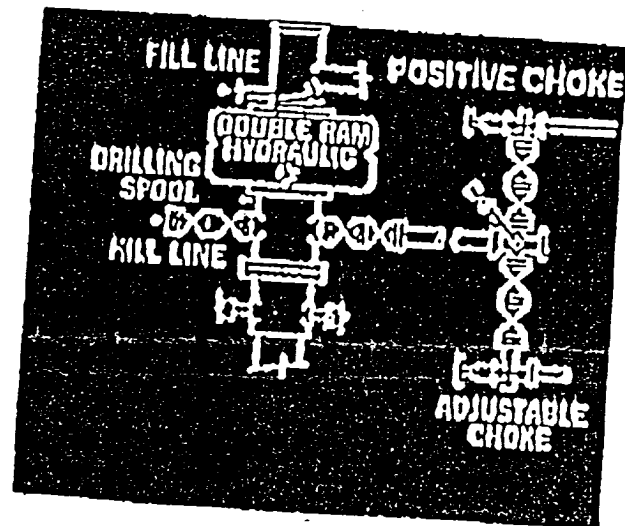 FILL LINE
POSITIVE CHOKE
DOUBLE RAM
HYDRAULIC
DRILLING
SPOOL
KILL LINE
ADJUSTABLE
CHOKE